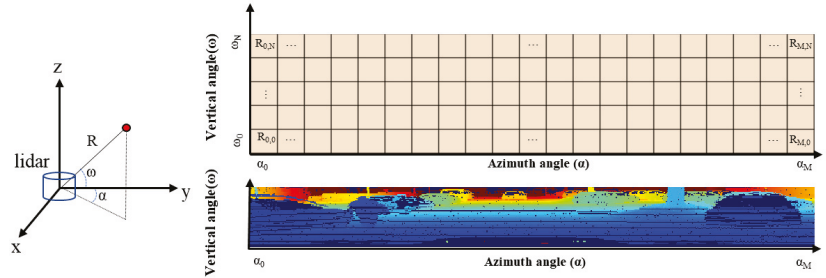 z
R
lidar
ω
α
y
x
Vertical angle(ω)
ω_N
ω_0
R_{0,N} ... ... ... R_{M,N}
⋮ ⋮
R_{0,0} ... ... ... R_{M,0}
α_0 Azimuth angle (α) α_M
Vertical angle(ω)
α_0 Azimuth angle (α) α_M